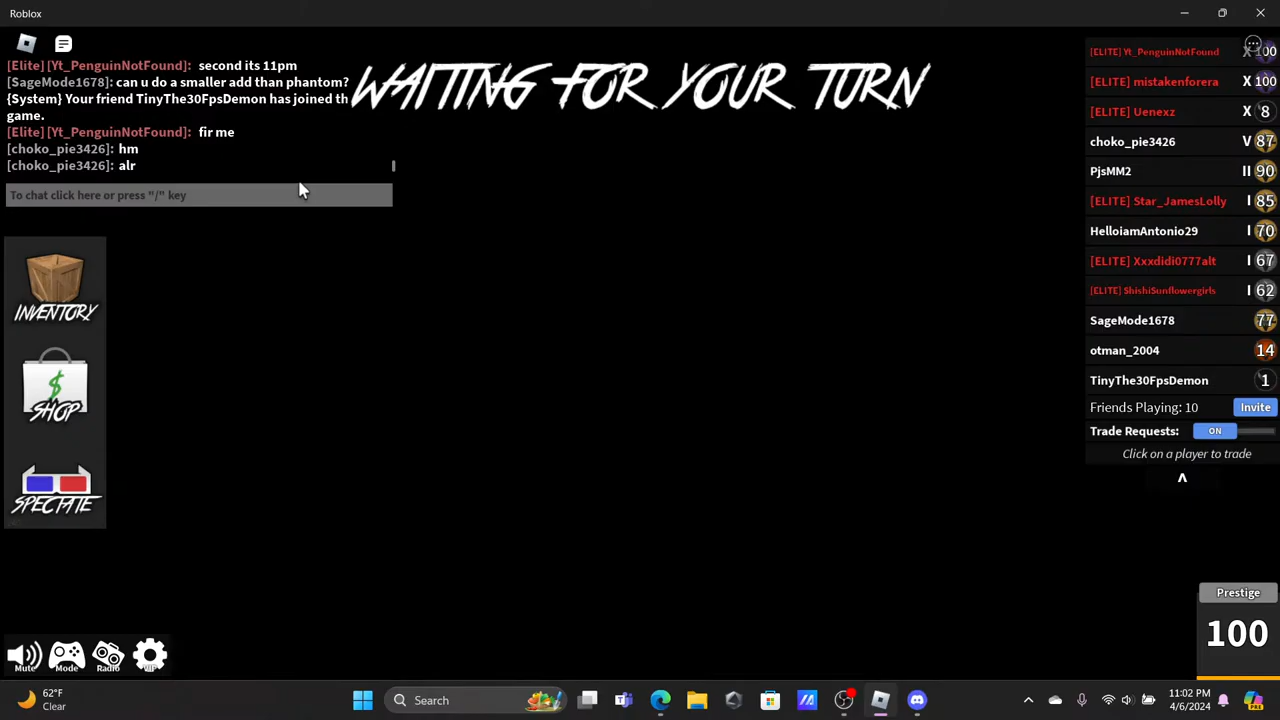 Roblox
[Elite] [Yt_PenguinNotFound]: second its 11pm
[SageMode1678]: can u do a smaller add than phantom?
{System} Your friend TinyThe30FpsDemon has joined th
game.
[Elite] [Yt_PenguinNotFound]: fir me
[choko_pie3426]: hm
[choko_pie3426]: alr
To chat click here or press "/" key
WAITING FOR YOUR TURN
INVENTORY
$
SHOP
SPECTATE
[ELITE] Yt_PenguinNotFound X 100
[ELITE] mistakenforera X 100
[ELITE] Uenexz X 8
choko_pie3426 V 87
PjsMM2 II 90
[ELITE] Star_JamesLolly I 85
HelloiamAntonio29 I 70
[ELITE] Xxxdidi0777alt I 67
[ELITE] ShishiSunflowergirls I 62
SageMode1678 77
otman_2004 14
TinyThe30FpsDemon 1
Friends Playing: 10 Invite
Trade Requests: ON
Click on a player to trade
Prestige
100
Mute Mode Radio
62°F
Clear
Search
11:02 PM
4/6/2024